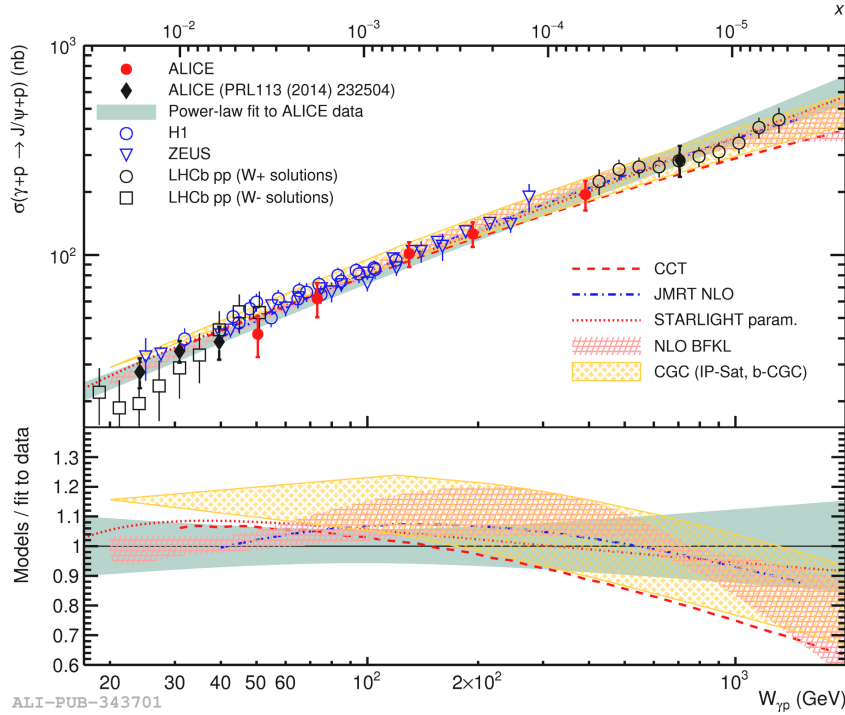 10⁻² 10⁻³ 10⁻⁴ 10⁻⁵ x
σ(γ+p → J/ψ+p) (nb)
10³
10²
ALICE
ALICE (PRL113 (2014) 232504)
Power-law fit to ALICE data
H1
ZEUS
LHCb pp (W+ solutions)
LHCb pp (W- solutions)
CCT
JMRT NLO
STARLIGHT param.
NLO BFKL
CGC (IP-Sat, b-CGC)
Models / fit to data
1.3
1.2
1.1
1
0.9
0.8
0.7
0.6
20 30 40 50 60 10² 2×10² 10³
Wγp (GeV)
ALI-PUB-343701